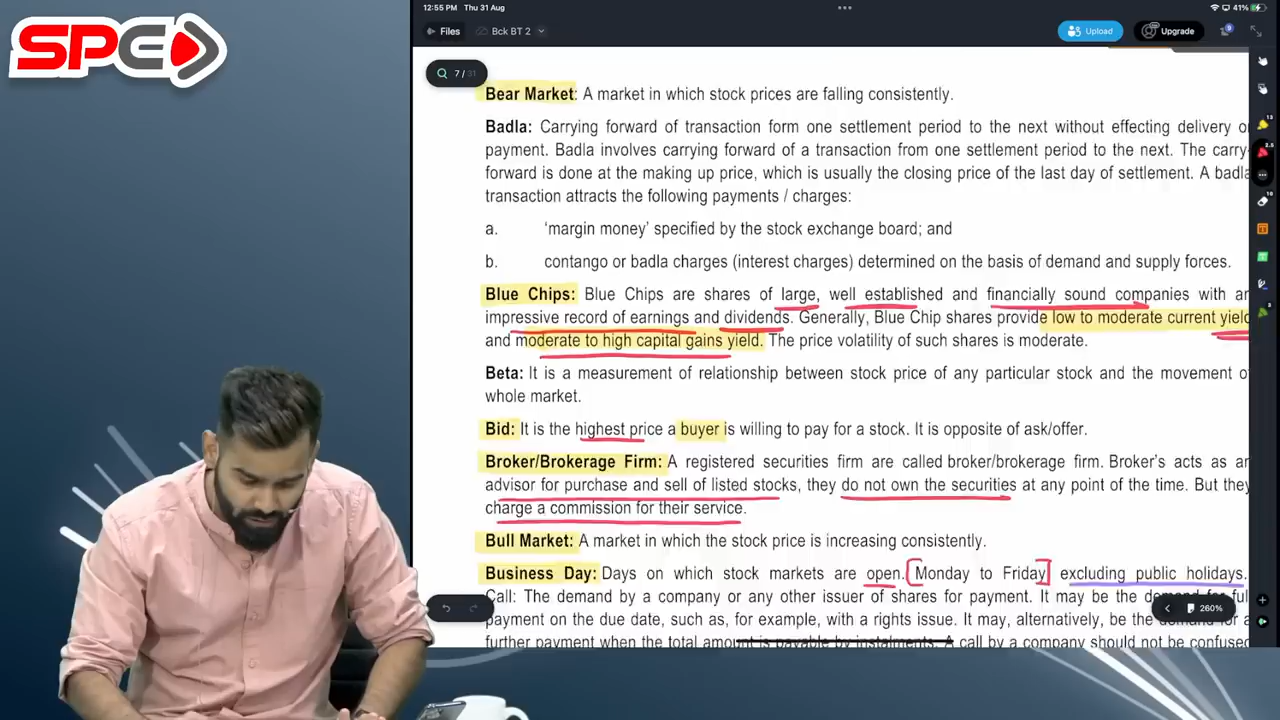 SPC
12:55 PM Thu 31 Aug
41%
Files
Bck BT 2
Upload
Upgrade
7 / 31
Bear Market: A market in which stock prices are falling consistently.
Badla: Carrying forward of transaction form one settlement period to the next without effecting delivery or
payment. Badla involves carrying forward of a transaction from one settlement period to the next. The carry-
forward is done at the making up price, which is usually the closing price of the last day of settlement. A badla
transaction attracts the following payments / charges:
a. 'margin money' specified by the stock exchange board; and
b. contango or badla charges (interest charges) determined on the basis of demand and supply forces.
Blue Chips: Blue Chips are shares of large, well established and financially sound companies with an
impressive record of earnings and dividends. Generally, Blue Chip shares provide low to moderate current yield
and moderate to high capital gains yield. The price volatility of such shares is moderate.
Beta: It is a measurement of relationship between stock price of any particular stock and the movement of
whole market.
Bid: It is the highest price a buyer is willing to pay for a stock. It is opposite of ask/offer.
Broker/Brokerage Firm: A registered securities firm are called broker/brokerage firm. Broker's acts as an
advisor for purchase and sell of listed stocks, they do not own the securities at any point of the time. But they
charge a commission for their service.
Bull Market: A market in which the stock price is increasing consistently.
Business Day: Days on which stock markets are open. Monday to Friday excluding public holidays.
Call: The demand by a company or any other issuer of shares for payment. It may be the demand for full
payment on the due date, such as, for example, with a rights issue. It may, alternatively, be the demand for a
further payment when the total amount is payable by instalments. A call by a company should not be confused
260%